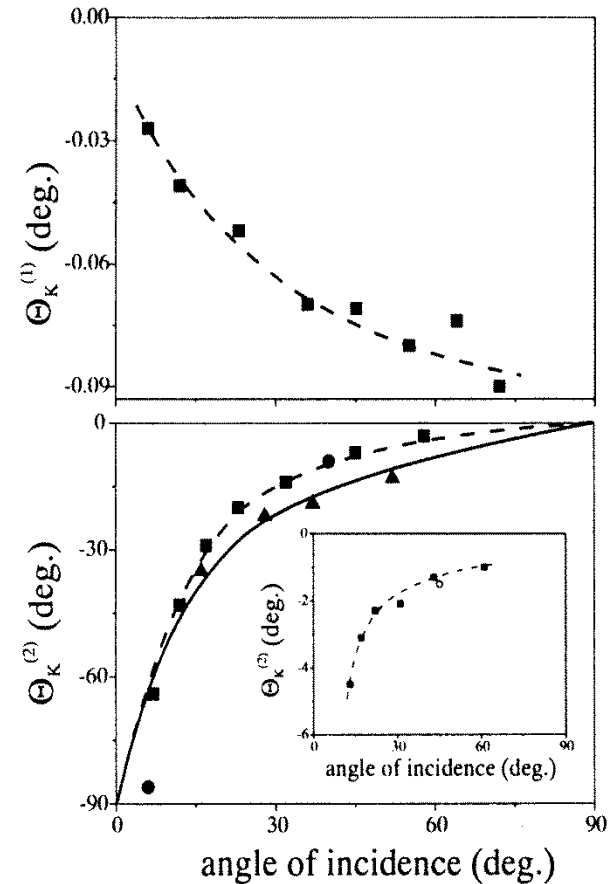 0.00
-0.03
-0.06
-0.09
Θ_K^(1) (deg.)
0
-30
-60
-90
Θ_K^(2) (deg.)
0
-2
-4
-6
Θ_K^(2) (deg.)
0 30 60 90
angle of incidence (deg.)
0 30 60 90
angle of incidence (deg.)